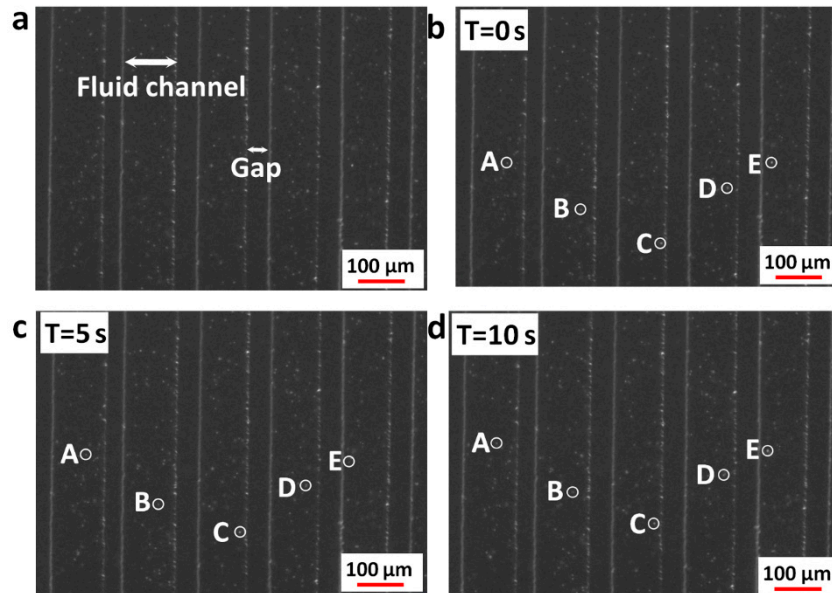 a
Fluid channel
Gap
100 µm
b
T=0 s
A
B
C
D
E
100 µm
c
T=5 s
A
B
C
D
E
100 µm
d
T=10 s
A
B
C
D
E
100 µm